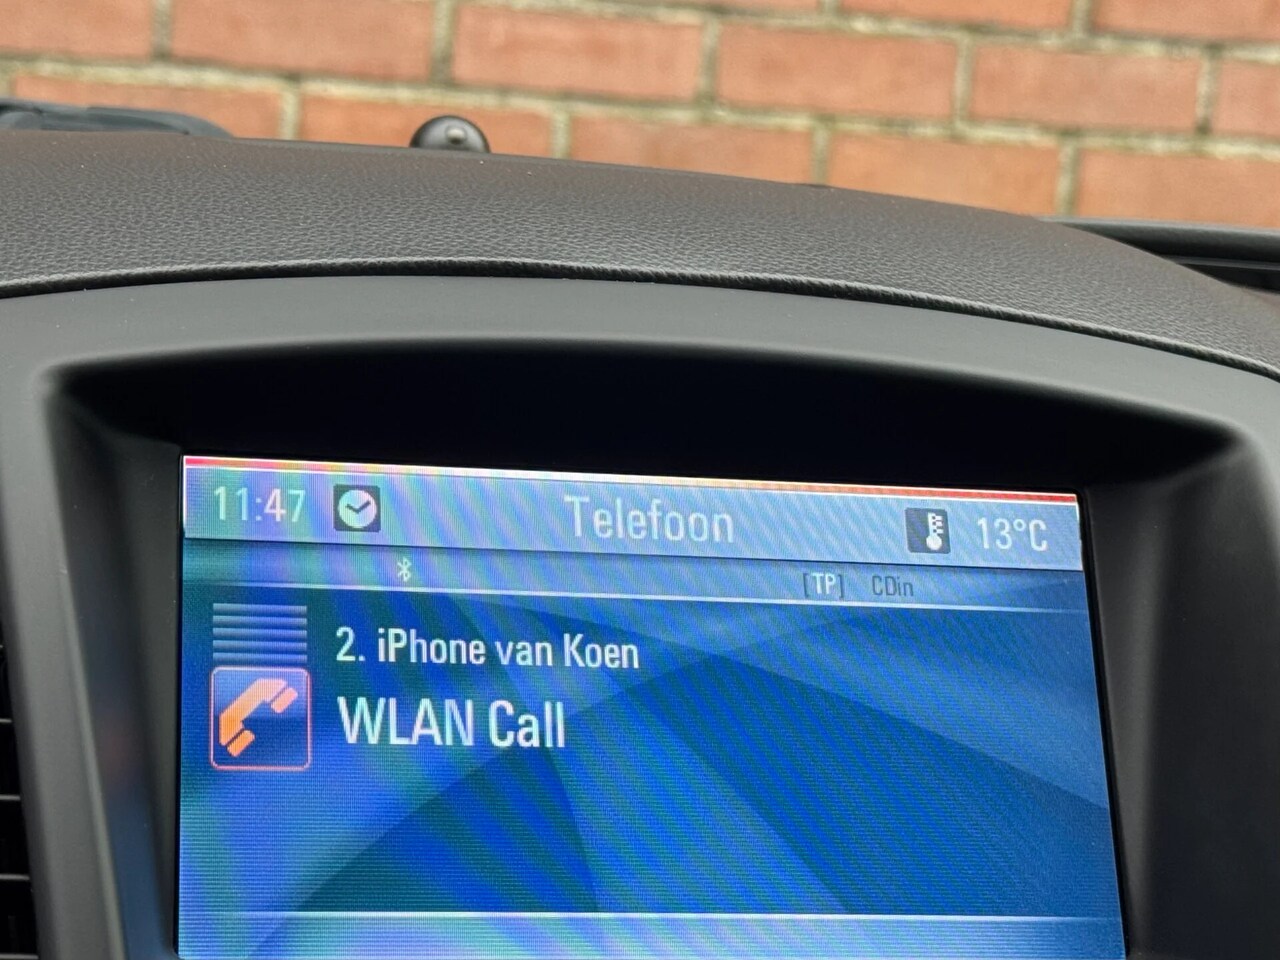 11:47 Telefoon 13°C
[TP] CDin
2. iPhone van Koen
WLAN Call